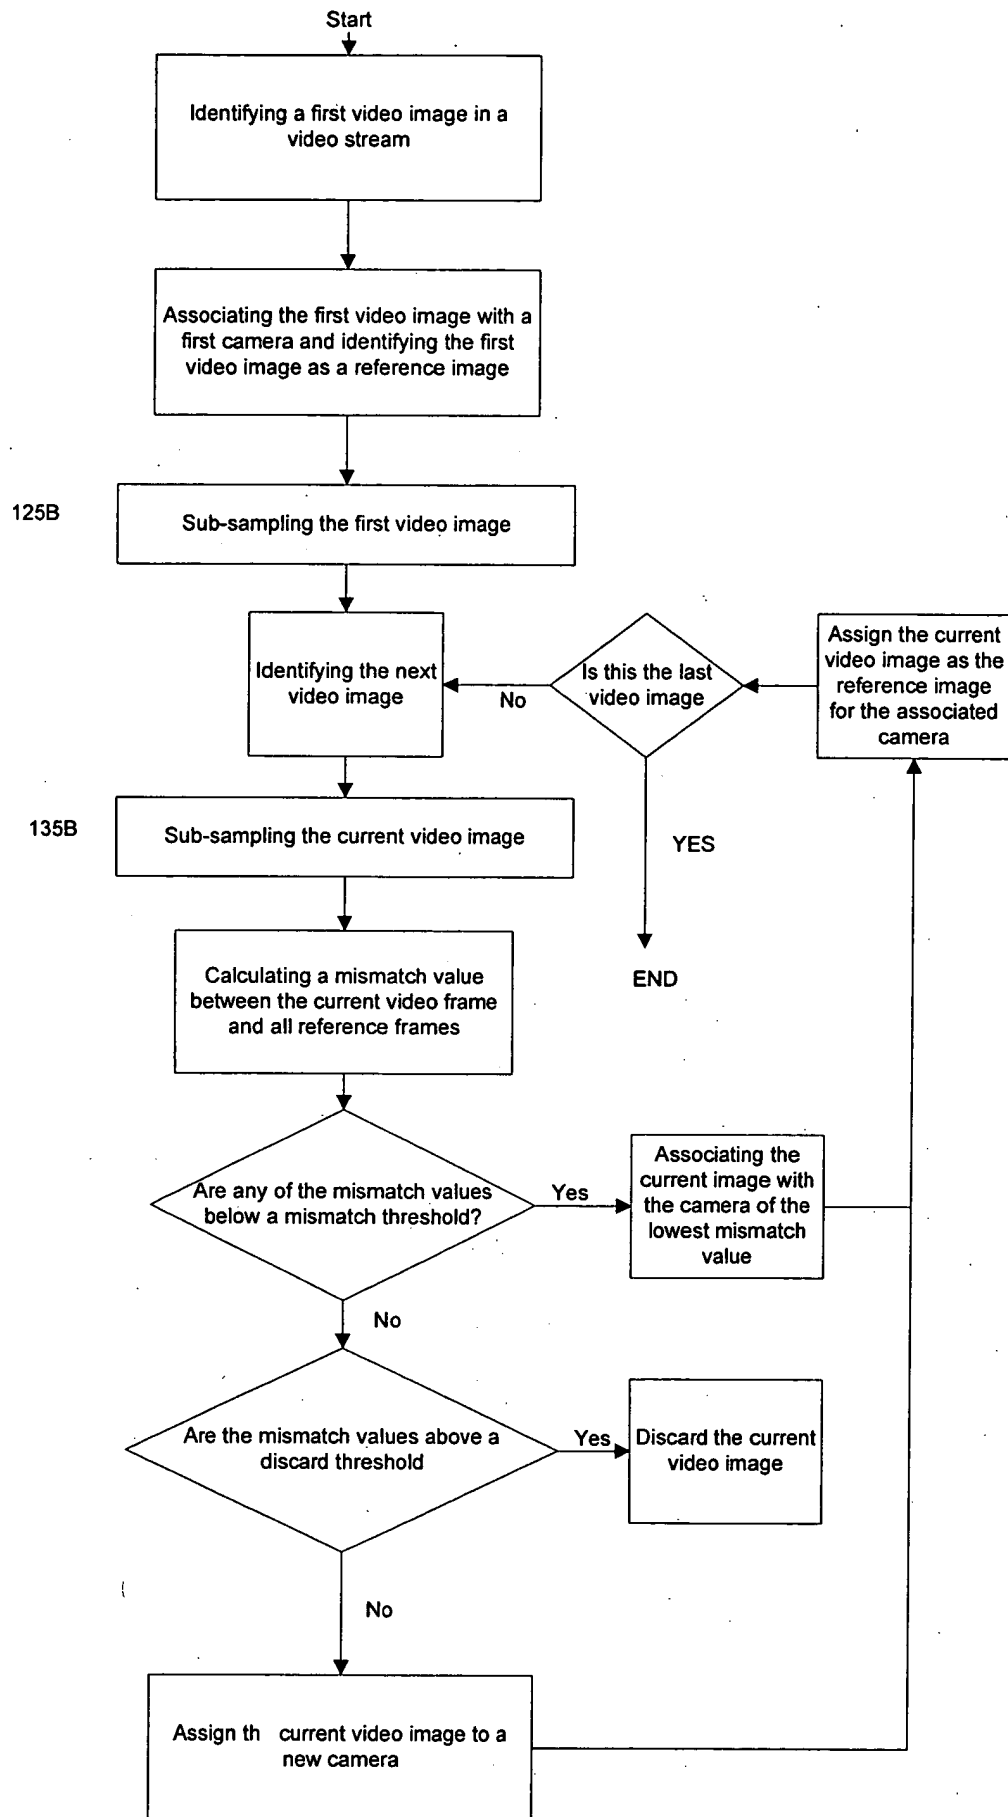 Start
Identifying a first video image in a
video stream
Associating the first video image with a
first camera and identifying the first
video image as a reference image
125B
Sub-sampling the first video image
Identifying the next
video image
No
Is this the last
video image
Assign the current
video image as the
reference image
for the associated
camera
135B
Sub-sampling the current video image
YES
END
Calculating a mismatch value
between the current video frame
and all reference frames
Are any of the mismatch values
below a mismatch threshold?
Yes
Associating the
current image with
the camera of the
lowest mismatch
value
No
Are the mismatch values above a
discard threshold
Yes
Discard the current
video image
No
Assign th current video image to a
new camera